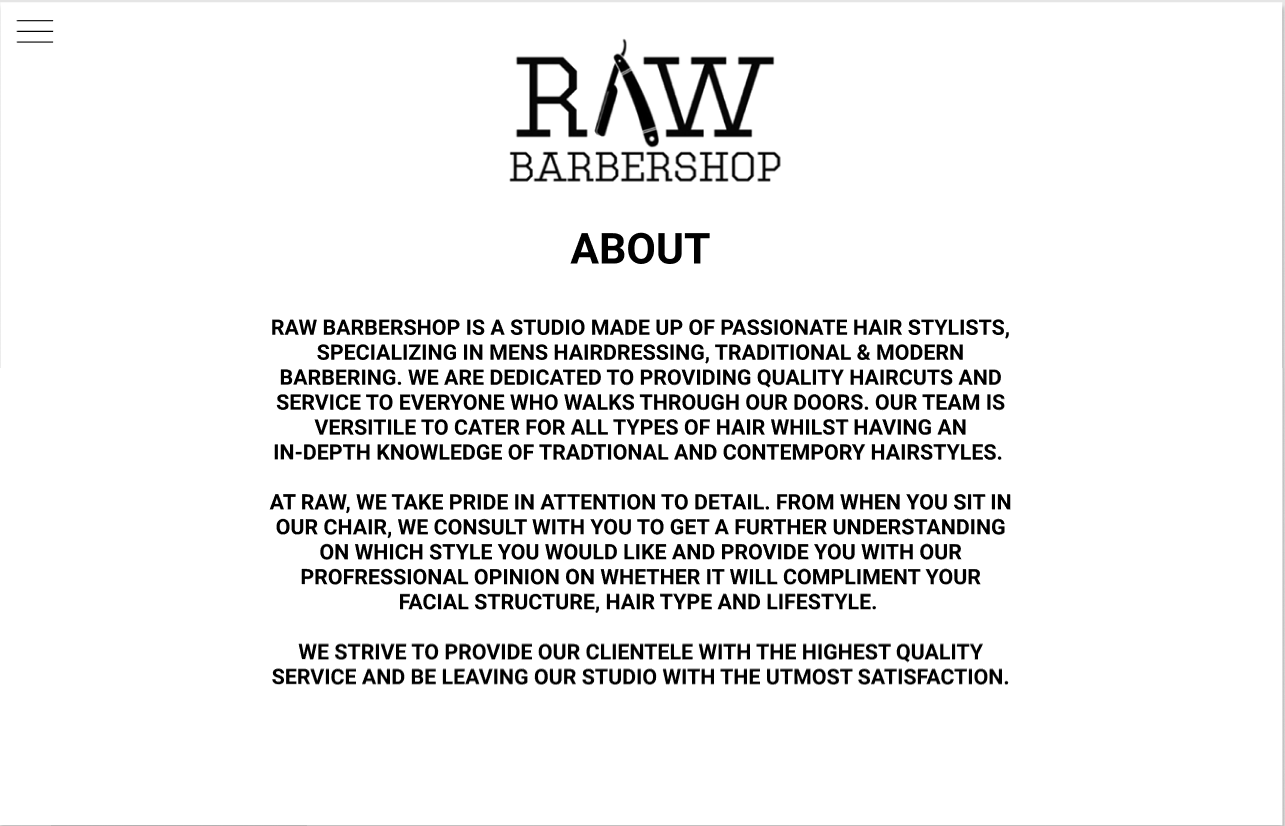 RAW
BARBERSHOP
ABOUT
RAW BARBERSHOP IS A STUDIO MADE UP OF PASSIONATE HAIR STYLISTS,
SPECIALIZING IN MENS HAIRDRESSING, TRADITIONAL & MODERN
BARBERING. WE ARE DEDICATED TO PROVIDING QUALITY HAIRCUTS AND
SERVICE TO EVERYONE WHO WALKS THROUGH OUR DOORS. OUR TEAM IS
VERSITILE TO CATER FOR ALL TYPES OF HAIR WHILST HAVING AN
IN-DEPTH KNOWLEDGE OF TRADTIONAL AND CONTEMPORY HAIRSTYLES.
AT RAW, WE TAKE PRIDE IN ATTENTION TO DETAIL. FROM WHEN YOU SIT IN
OUR CHAIR, WE CONSULT WITH YOU TO GET A FURTHER UNDERSTANDING
ON WHICH STYLE YOU WOULD LIKE AND PROVIDE YOU WITH OUR
PROFRESSIONAL OPINION ON WHETHER IT WILL COMPLIMENT YOUR
FACIAL STRUCTURE, HAIR TYPE AND LIFESTYLE.
WE STRIVE TO PROVIDE OUR CLIENTELE WITH THE HIGHEST QUALITY
SERVICE AND BE LEAVING OUR STUDIO WITH THE UTMOST SATISFACTION.